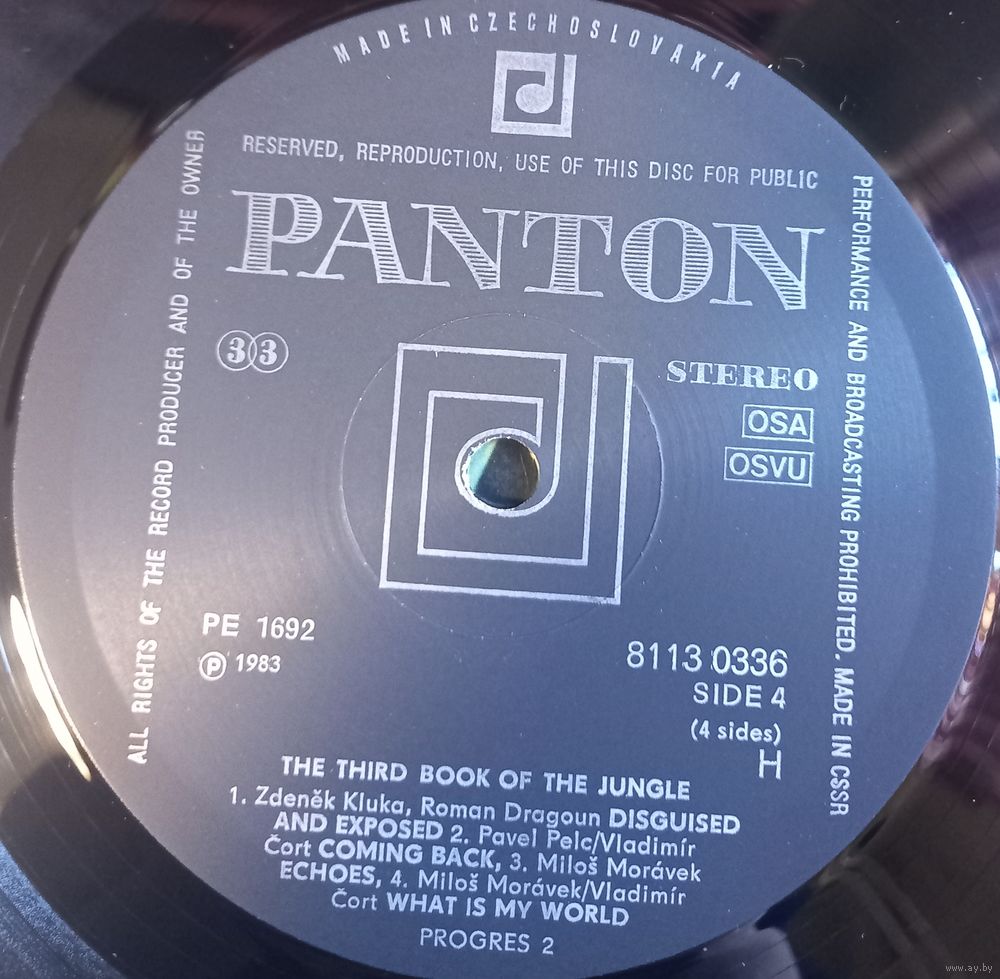 MADE IN CZECHOSLOVAKIA
ALL RIGHTS OF THE RECORD PRODUCER AND OF THE OWNER
RESERVED, REPRODUCTION, USE OF THIS DISC FOR PUBLIC
PERFORMANCE AND BROADCASTING PROHIBITED. MADE IN CSSR
PANTON
33
STEREO
OSA
OSVU
PE 1692
Ⓟ 1983
8113 0336
SIDE 4
(4 sides)
H
THE THIRD BOOK OF THE JUNGLE
1. Zdeněk Kluka, Roman Dragoun DISGUISED
AND EXPOSED 2. Pavel Pelc/Vladimír
Čort COMING BACK, 3. Miloš Morávek
ECHOES, 4. Miloš Morávek/Vladimír
Čort WHAT IS MY WORLD
PROGRES 2
www.ay.by